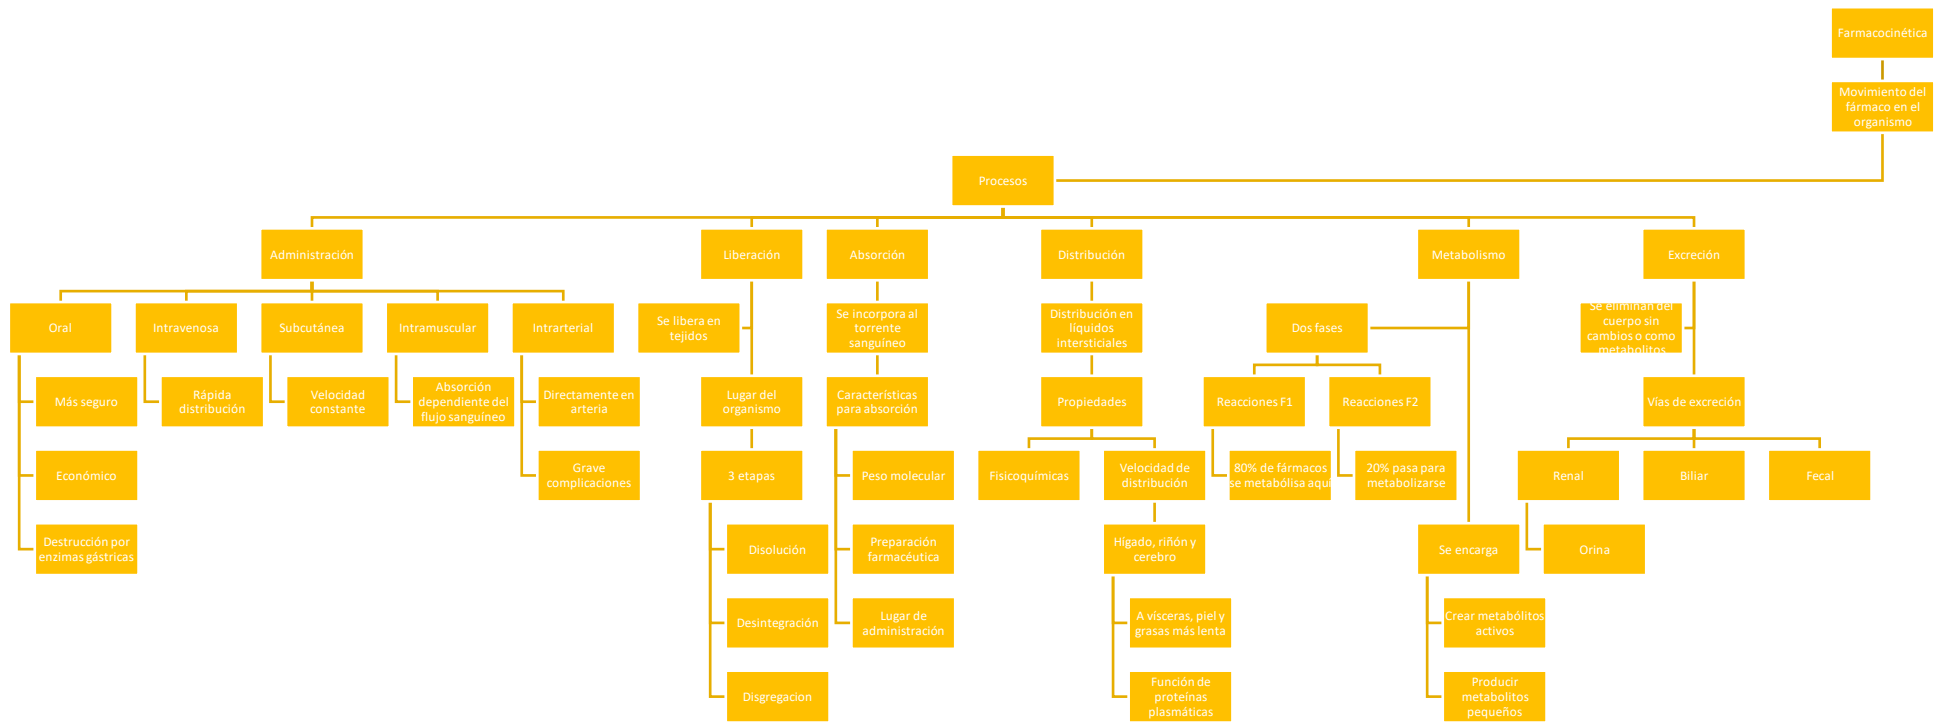 Farmacocinética
Movimiento del
fármaco en el
organismo
Procesos
Administración
Liberación
Absorción
Distribución
Metabolismo
Excreción
Oral
Intravenosa
Subcutánea
Intramuscular
Intrarterial
Se libera en
tejidos
Se incorpora al
torrente
sanguíneo
Distribución en
líquidos
intersticiales
Dos fases
Se eliminan del
cuerpo sin
cambios o como
metabolitos
Más seguro
Rápida
distribución
Velocidad
constante
Absorción
dependiente del
flujo sanguíneo
Directamente en
arteria
Lugar del
organismo
Características
para absorción
Propiedades
Reacciones F1
Reacciones F2
Vías de excreción
Económico
Grave
complicaciones
3 etapas
Peso molecular
Fisicoquímicas
Velocidad de
distribución
80% de fármacos
se metabólisa aquí
20% pasa para
metabolizarse
Renal
Biliar
Fecal
Destrucción por
enzimas gástricas
Disolución
Preparación
farmacéutica
Hígado, riñón y
cerebro
Se encarga
Orina
Desintegración
Lugar de
administración
A vísceras, piel y
grasas más lenta
Crear metabólitos
activos
Disgregacion
Función de
proteínas
plasmáticas
Producir
metabolitos
pequeños